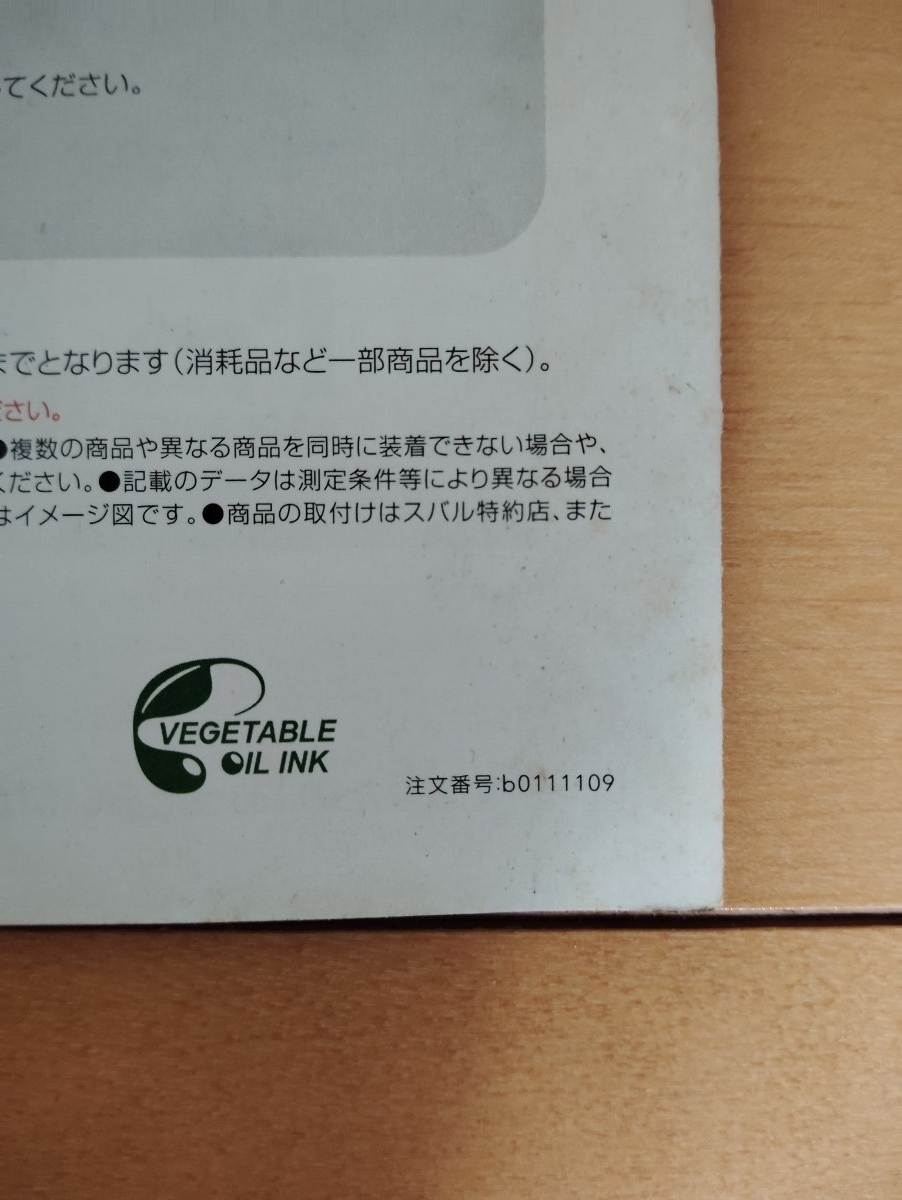 てください。
までとなります（消耗品など一部商品を除く）。
ださい。
●複数の商品や異なる商品を同時に装着できない場合や、
ください。●記載のデータは測定条件等により異なる場合
はイメージ図です。●商品の取付けはスバル特約店、また
VEGETABLE
OIL INK
注文番号:b0111109